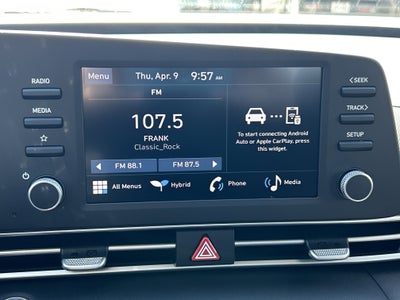 Menu Thu, Apr. 9 9:57 AM
RADIO
MEDIA
FM
107.5
FRANK
Classic_Rock
◀ FM 88.1 FM 87.5 ▶
To start connecting Android
Auto or Apple CarPlay, press
this widget.
All Menus Hybrid Phone Media
< SEEK
TRACK >
SETUP